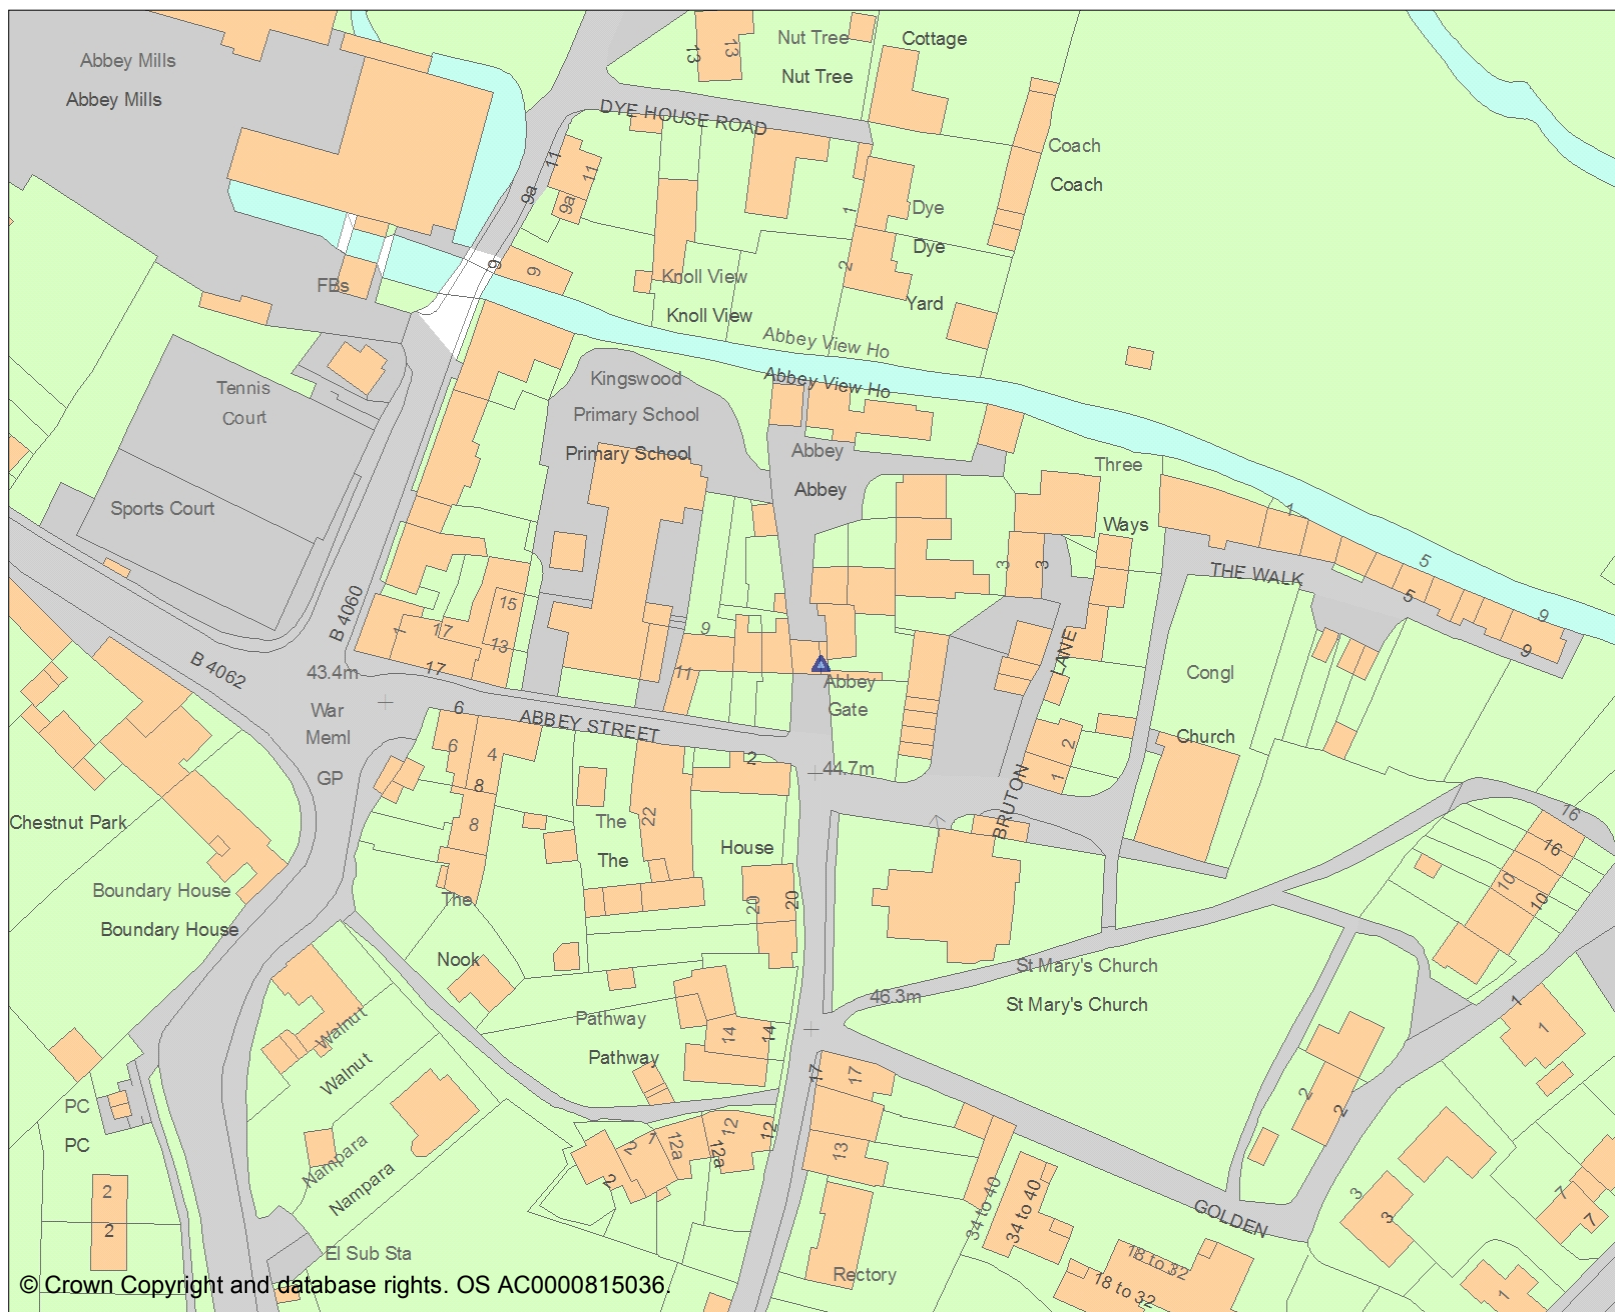 Abbey Mills
Abbey Mills
13
13
Nut Tree
Nut Tree
Cottage
DYE HOUSE ROAD
Coach
Coach
11
11
9a
9a
1
Dye
Dye
9
9
2
Knoll View
Knoll View
Yard
FBs
Abbey View Ho
Abbey View Ho
Tennis
Court
Kingswood
Primary School
Primary School
Abbey
Abbey
Three
Ways
Sports Court
1
THE WALK
5
5
9
9
3
3
B 4060
15
1
17
13
17
9
11
LANE
B 4062
43.4m
Abbey
Gate
Congl
Church
War
Meml
GP
6
6
4
8
8
ABBEY STREET
2
44.7m
2
1
BRUTON
Chestnut Park
The
The
22
House
16
16
10
10
Boundary House
Boundary House
The
Nook
20
20
St Mary's Church
St Mary's Church
46.3m
Pathway
Pathway
14
14
1
1
Walnut
Walnut
17
17
PC
PC
Nampara
Nampara
2
2
1
12a
12a
12
12
13
2
2
2
2
34 to 40
34 to 40
GOLDEN
3
3
7
7
El Sub Sta
Rectory
18 to 32
18 to 32
1
© Crown Copyright and database rights. OS AC0000815036.